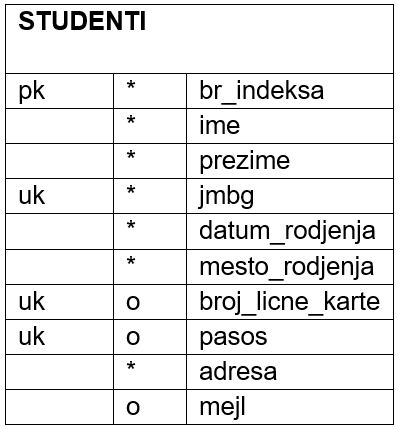 STUDENTI
pk * br_indeksa
* ime
* prezime
uk * jmbg
* datum_rodjenja
* mesto_rodjenja
uk o broj_licne_karte
uk o pasos
* adresa
o mejl